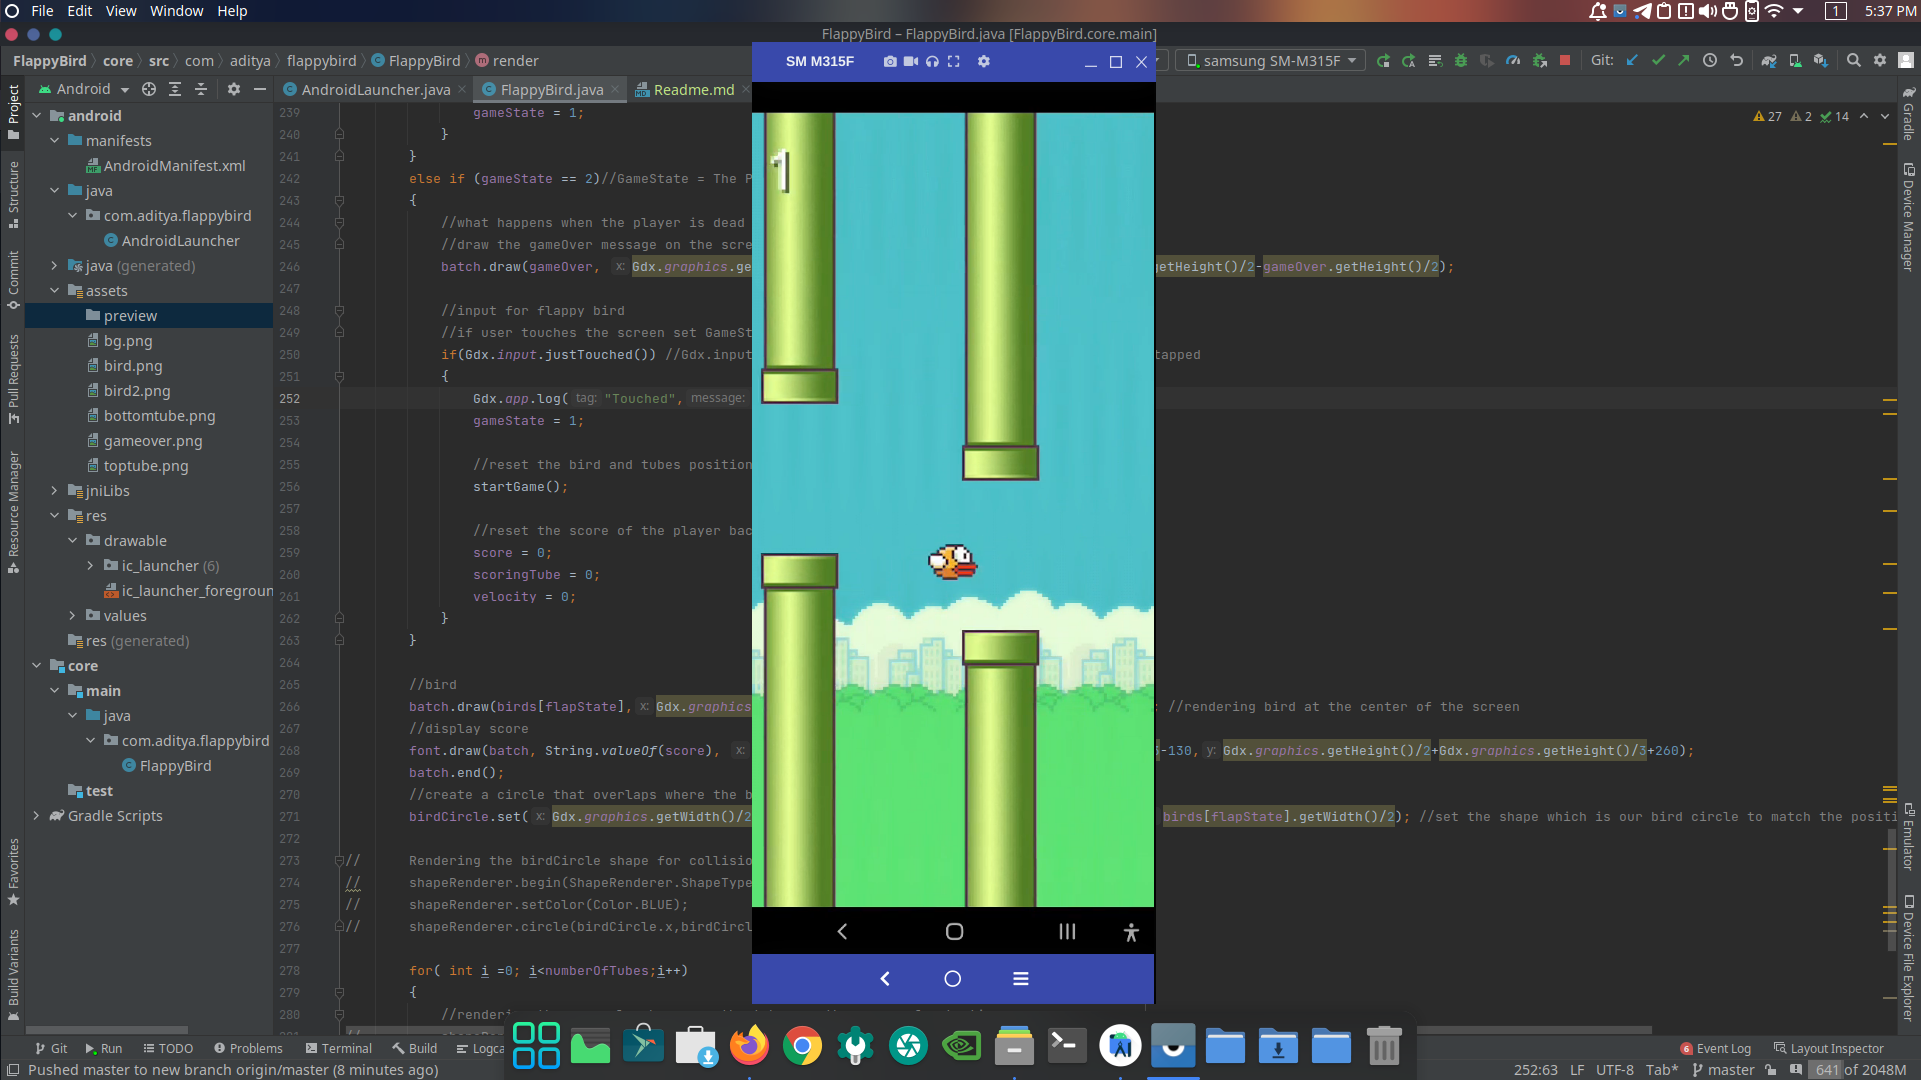 File Edit View Window Help
1 5:37 PM
FlappyBird – FlappyBird.java [FlappyBird.core.main]
FlappyBird core src com aditya flappybird FlappyBird render
samsung SM-M315F Git:
SM M315F
Android
AndroidLauncher.java FlappyBird.java Readme.md
27 2 14
Project
Structure
Commit
Pull Requests
Resource Manager
Favorites
Build Variants
android
manifests
AndroidManifest.xml
java
com.aditya.flappybird
AndroidLauncher
java (generated)
assets
preview
bg.png
bird.png
bird2.png
bottomtube.png
gameover.png
toptube.png
jniLibs
res
drawable
ic_launcher (6)
ic_launcher_foregroun
values
res (generated)
core
main
java
com.aditya.flappybird
FlappyBird
test
Gradle Scripts
239 gameState = 1;
240 }
241 }
242 else if (gameState == 2)//GameState = The P
243 {
244 //what happens when the player is dead
245 //draw the gameOver message on the scre
246 batch.draw(gameOver, x: Gdx.graphics.ge getHeight()/2-gameOver.getHeight()/2);
247
248 //input for flappy bird
249 //if user touches the screen set GameSt
250 if(Gdx.input.justTouched()) //Gdx.input tapped
251 {
252 Gdx.app.log( tag: "Touched", message:
253 gameState = 1;
254
255 //reset the bird and tubes position
256 startGame();
257
258 //reset the score of the player bac
259 score = 0;
260 scoringTube = 0;
261 velocity = 0;
262 }
263 }
264
265 //bird
266 batch.draw(birds[flapState], x: Gdx.graphics ; //rendering bird at the center of the screen
267 //display score
268 font.draw(batch, String.valueOf(score), x: -130, y: Gdx.graphics.getHeight()/2+Gdx.graphics.getHeight()/3+260);
269 batch.end();
270 //create a circle that overlaps where the b
271 birdCircle.set( x: Gdx.graphics.getWidth()/2 birds[flapState].getWidth()/2); //set the shape which is our bird circle to match the positi
272
273 // Rendering the birdCircle shape for collisio
274 // shapeRenderer.begin(ShapeRenderer.ShapeType
275 // shapeRenderer.setColor(Color.BLUE);
276 // shapeRenderer.circle(birdCircle.x,birdCircl
277
278 for( int i =0; i<numberOfTubes;i++)
279 {
280
1
Gradle
Device Manager
Emulator
Device File Explorer
Git Run TODO Problems Terminal Build Logca
6 Event Log Layout Inspector
Pushed master to new branch origin/master (8 minutes ago)
252:63 LF UTF-8 Tab* master 641 of 2048M